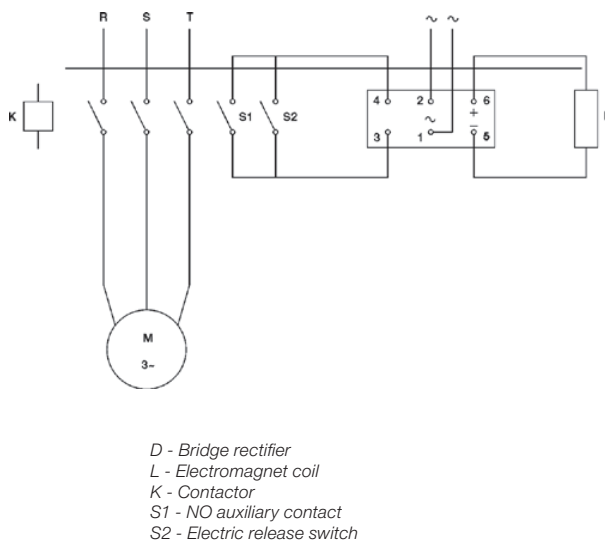 R S T ~ ~
K S1 S2 4 2 6
~ +
3 1 5
–
M
3~
D - Bridge rectifier
L - Electromagnet coil
K - Contactor
S1 - NO auxiliary contact
S2 - Electric release switch